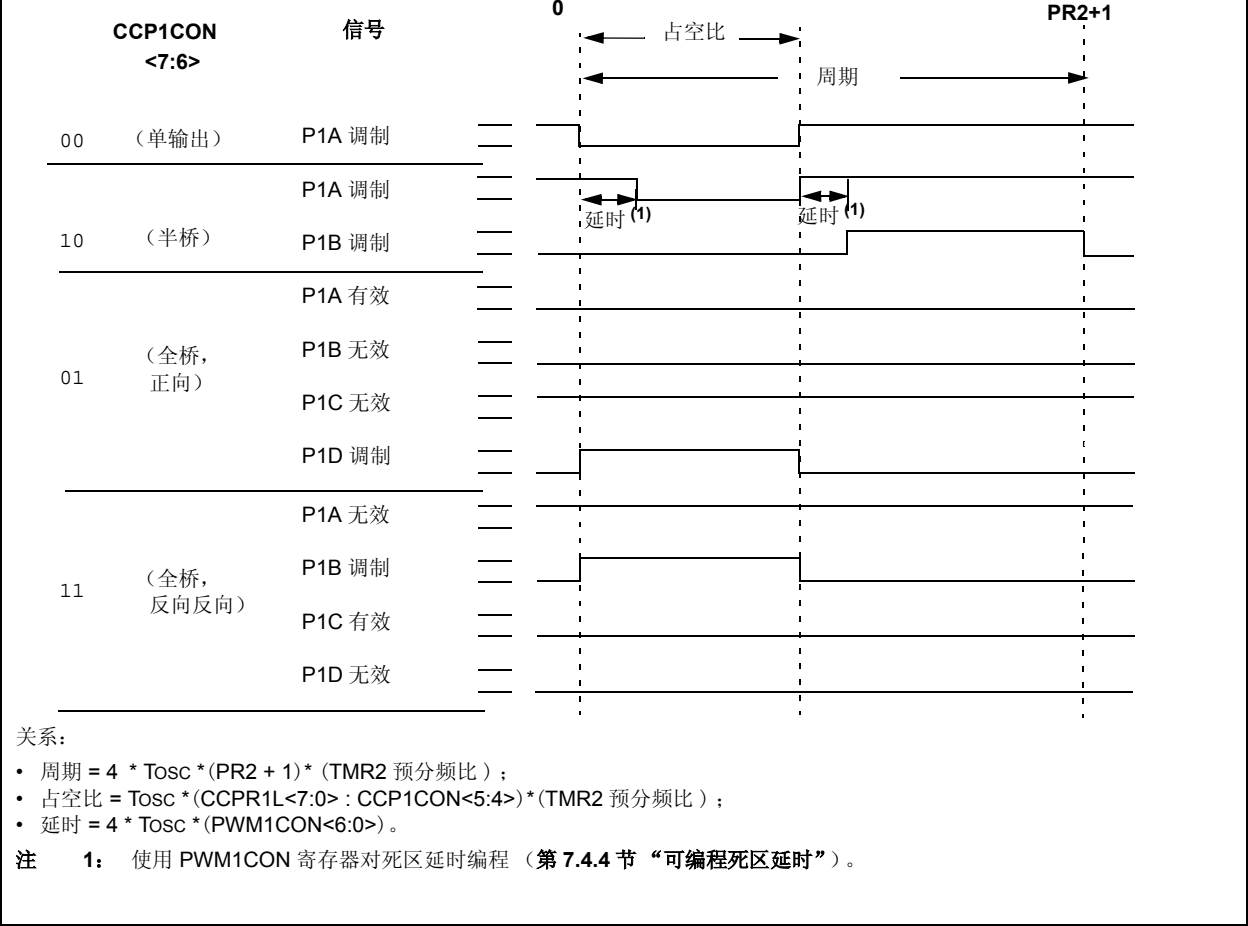 CCP1CON
<7:6>
信号
0
PR2+1
占空比
周期
00 （单输出） P1A 调制
P1A 调制
延时(1) 延时(1)
10 （半桥） P1B 调制
P1A 有效
P1B 无效
01 （全桥，
正向）
P1C 无效
P1D 调制
P1A 无效
P1B 调制
11 （全桥，
反向反向）
P1C 有效
P1D 无效
关系：
• 周期 = 4 * TOSC *(PR2 + 1)* (TMR2 预分频比）；
• 占空比 = TOSC *(CCPR1L<7:0> : CCP1CON<5:4>)*(TMR2 预分频比）；
• 延时 = 4 * TOSC *(PWM1CON<6:0>)。
注 1： 使用 PWM1CON 寄存器对死区延时编程 （第 7.4.4 节 “可编程死区延时”）。